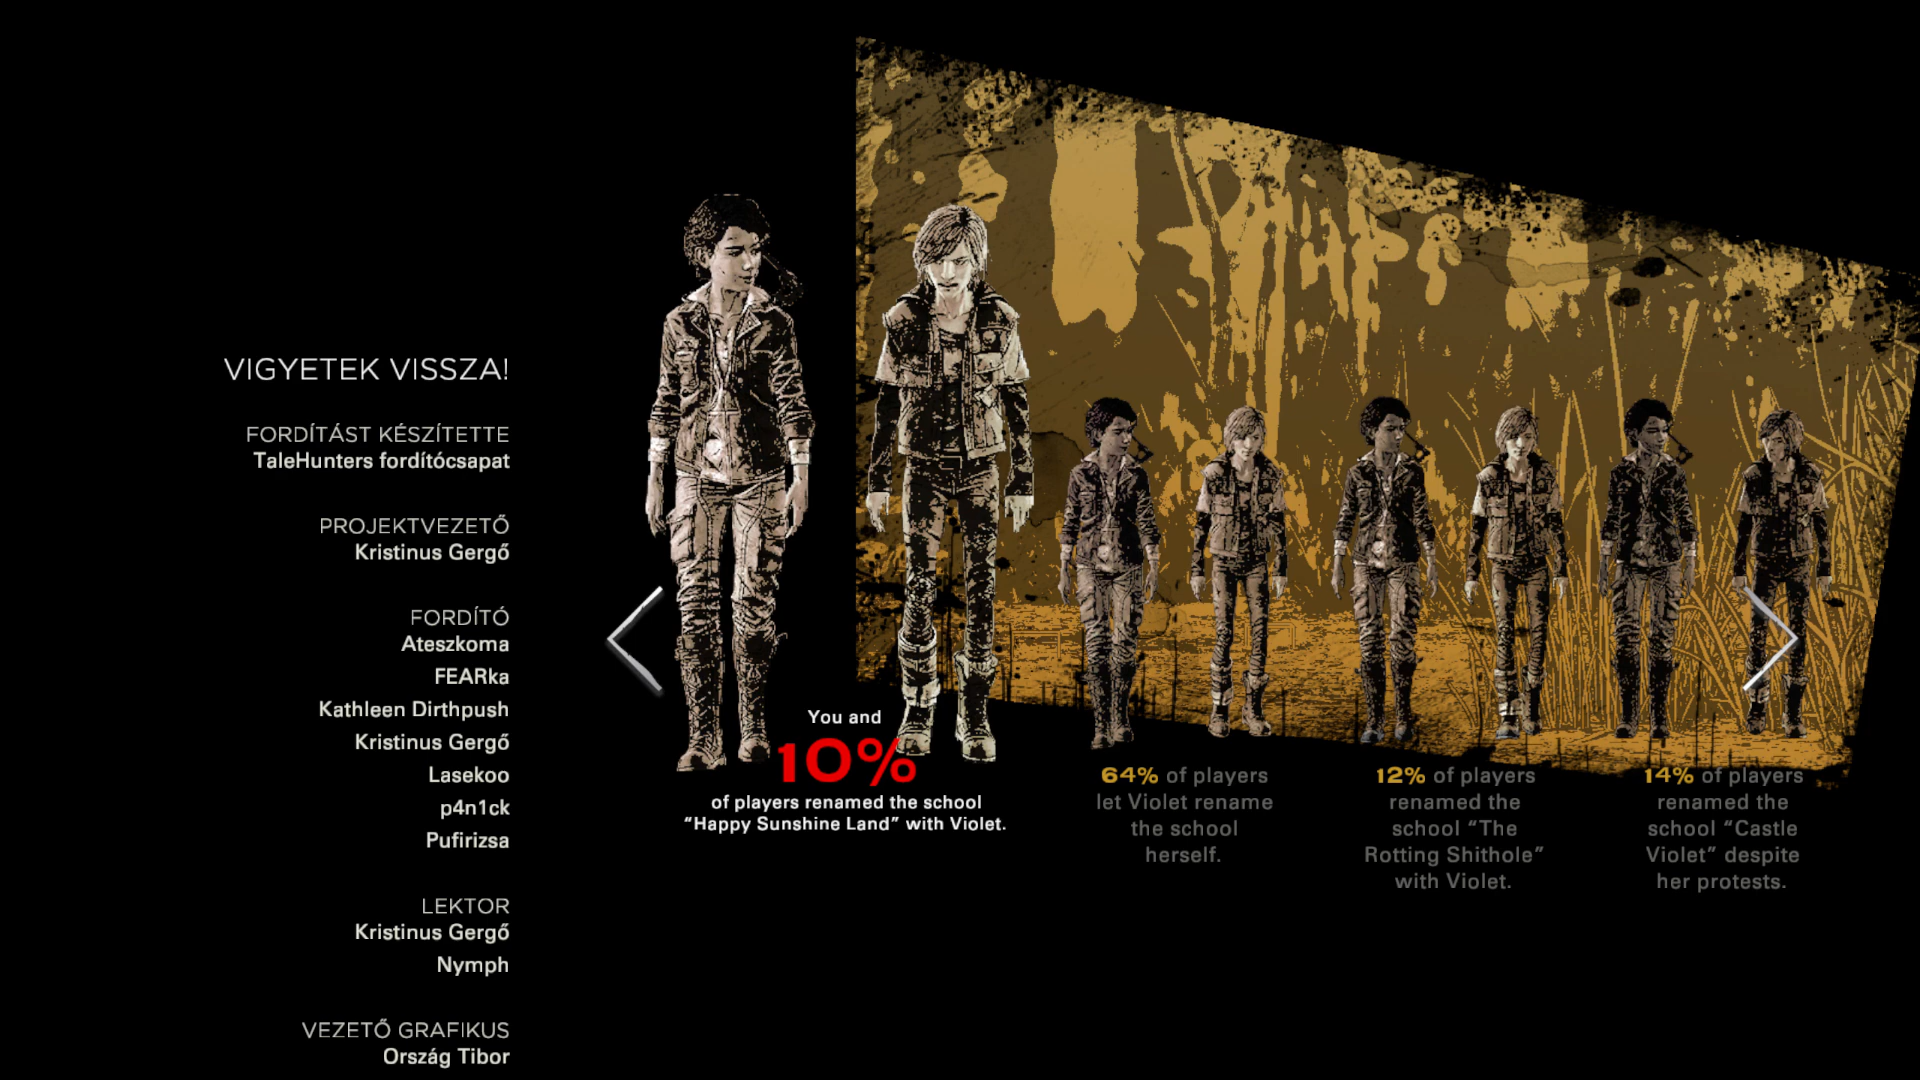 VIGYETEK VISSZA!
FORDÍTÁST KÉSZÍTETTE
TaleHunters fordítócsapat
PROJEKTVEZETŐ
Kristinus Gergő
FORDÍTÓ
Ateszkoma
FEARka
Kathleen Dirthpush
Kristinus Gergő
Lasekoo
p4n1ck
Pufirizsa
LEKTOR
Kristinus Gergő
Nymph
VEZETŐ GRAFIKUS
Ország Tibor
You and
10%
of players renamed the school
“Happy Sunshine Land” with Violet.
64% of players
let Violet rename
the school
herself.
12% of players
renamed the
school “The
Rotting Shithole”
with Violet.
14% of players
renamed the
school “Castle
Violet” despite
her protests.